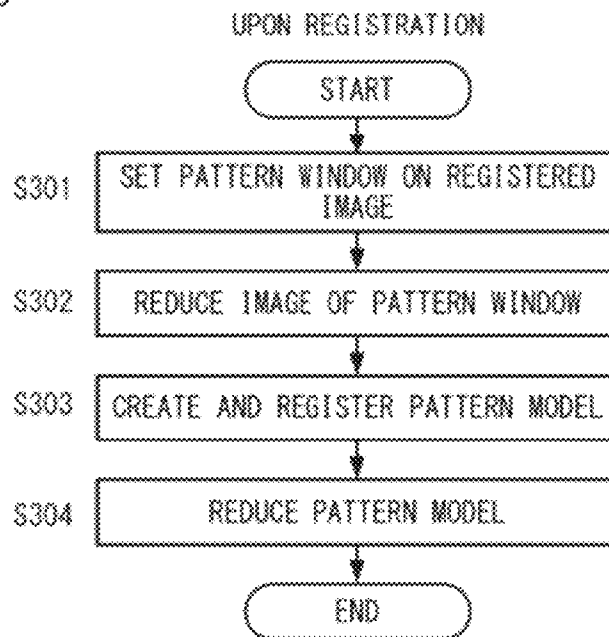 UPON REGISTRATION
START
S301 SET PATTERN WINDOW ON REGISTERED
IMAGE
S302 REDUCE IMAGE OF PATTERN WINDOW
S303 CREATE AND REGISTER PATTERN MODEL
S304 REDUCE PATTERN MODEL
END